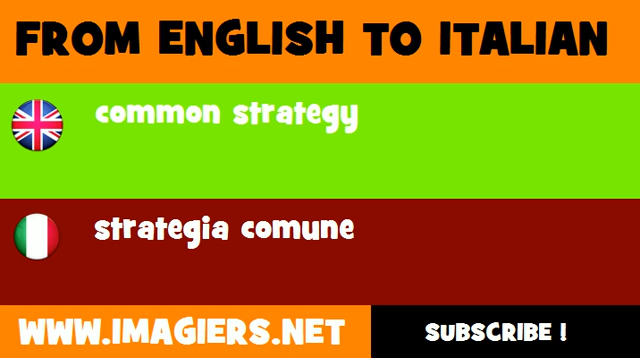 FROM ENGLISH TO ITALIAN
common strategy
strategia comune
WWW.IMAGIERS.NET
SUBSCRIBE !